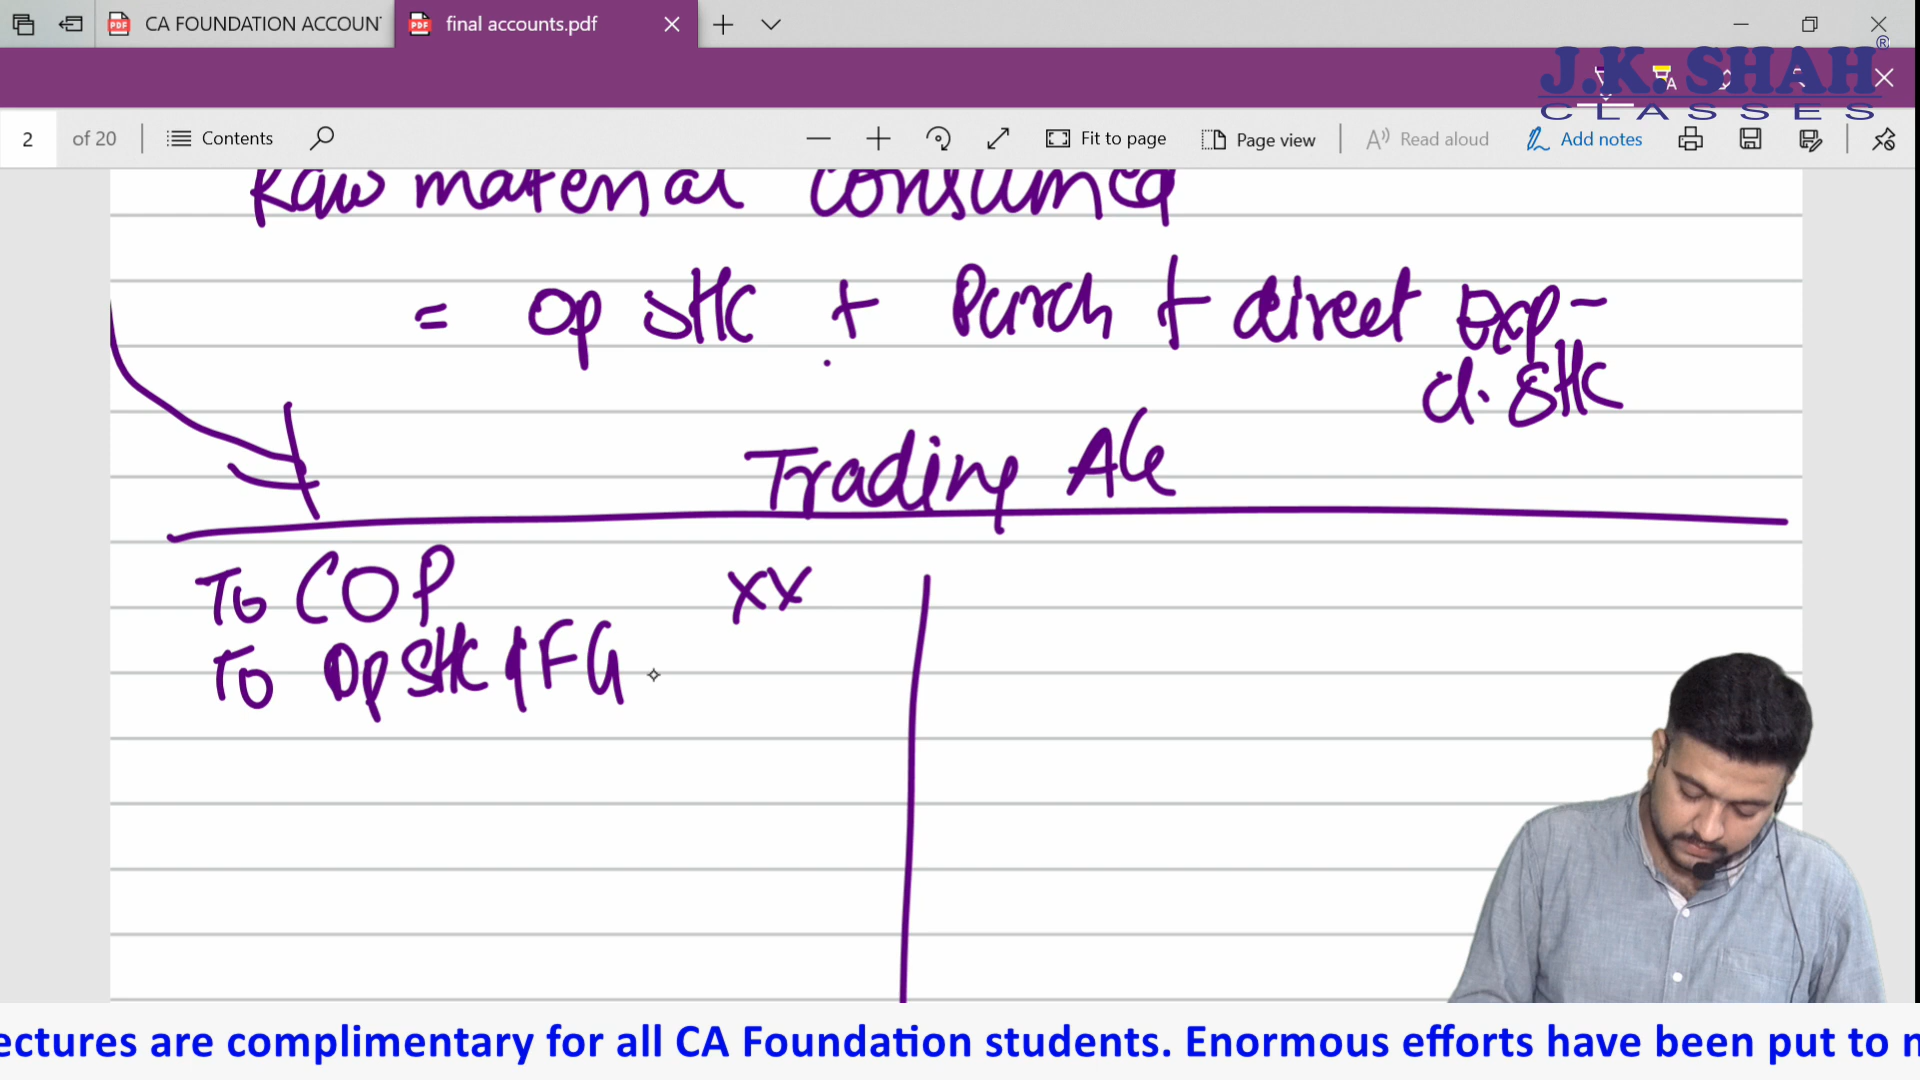 CA FOUNDATION ACCOUN
final accounts.pdf
J.K. SHAH®
CLASSES
2 of 20 Contents Fit to page Page view Read aloud Add notes
Raw material consumed
= Op Stk + Purch + direct Exp -
cl. Stk
Trading A/c
To COP XX
To Op Stk of FG
ectures are complimentary for all CA Foundation students. Enormous efforts have been put to m